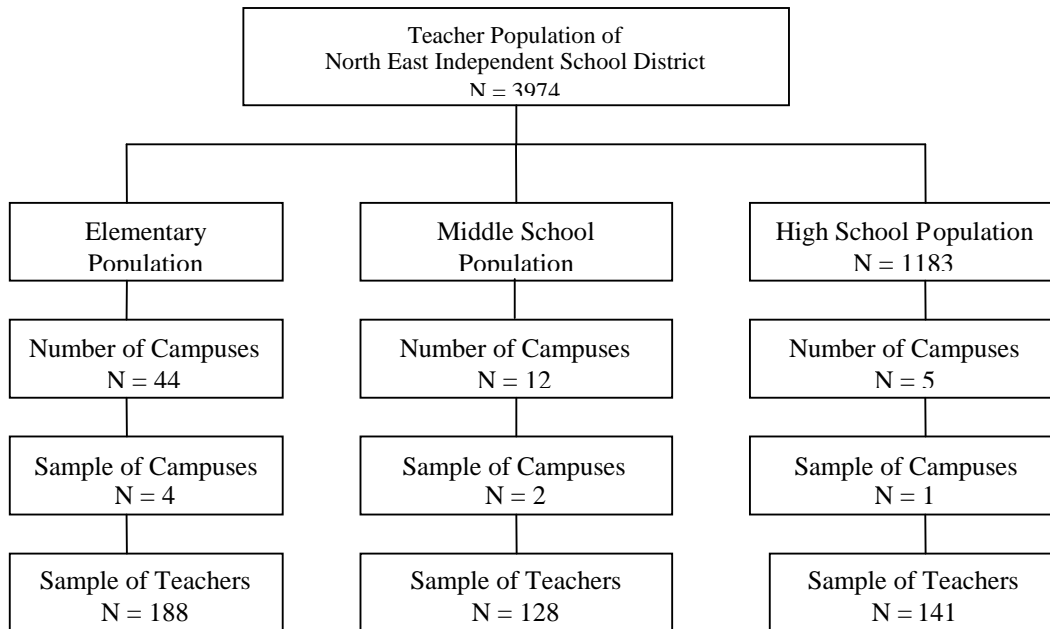 Teacher Population of
North East Independent School District
N = 3974
Elementary
Population
Middle School
Population
High School Population
N = 1183
Number of Campuses
N = 44
Number of Campuses
N = 12
Number of Campuses
N = 5
Sample of Campuses
N = 4
Sample of Campuses
N = 2
Sample of Campuses
N = 1
Sample of Teachers
N = 188
Sample of Teachers
N = 128
Sample of Teachers
N = 141